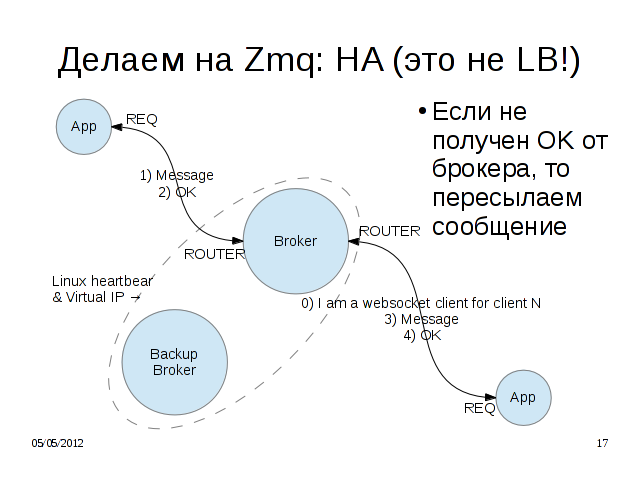 Делаем на Zmq: HA (это не LB!)
App
REQ
1) Message
2) OK
• Если не
получен OK от
брокера, то
пересылаем
сообщение
Broker
ROUTER
ROUTER
Linux heartbear
& Virtual IP →
0) I am a websocket client for client N
3) Message
4) OK
Backup
Broker
App
REQ
05/05/2012
17